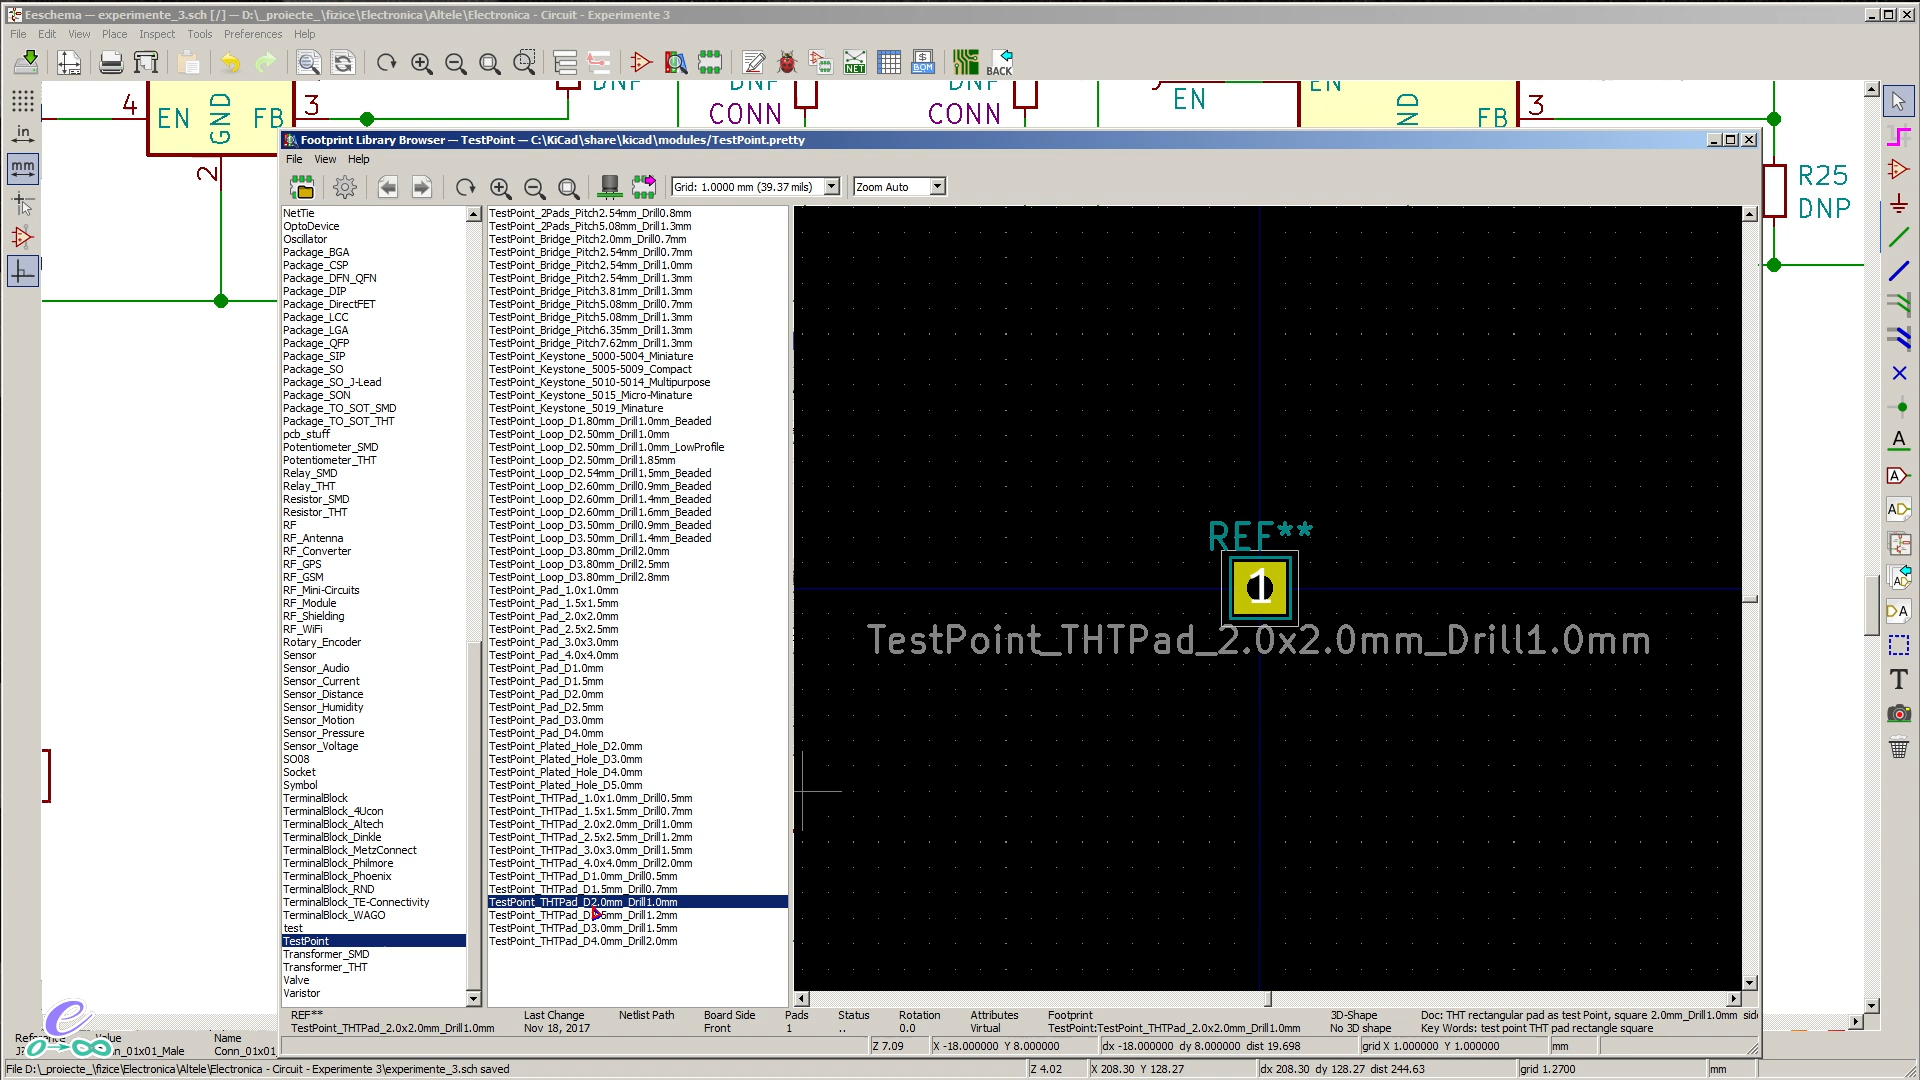 Eeschema — experimente_3.sch [/] — D:\_proiecte_\fizice\Electronica\Altele\Electronica - Circuit - Experimente 3
File Edit View Place Inspect Tools Preferences Help
NET
BOM
BACK
in
mm
4 EN GND FB 3
2
DNP
CONN
DNP
CONN
EN
EN
ND
FB 3
R25
DNP
Footprint Library Browser — TestPoint — C:\KiCad\share\kicad\modules/TestPoint.pretty
File View Help
Grid: 1.0000 mm (39.37 mils)
Zoom Auto
NetTie
OptoDevice
Oscillator
Package_BGA
Package_CSP
Package_DFN_QFN
Package_DIP
Package_DirectFET
Package_LCC
Package_LGA
Package_QFP
Package_SIP
Package_SO
Package_SO_J-Lead
Package_SON
Package_TO_SOT_SMD
Package_TO_SOT_THT
pcb_stuff
Potentiometer_SMD
Potentiometer_THT
Relay_SMD
Relay_THT
Resistor_SMD
Resistor_THT
RF
RF_Antenna
RF_Converter
RF_GPS
RF_GSM
RF_Mini-Circuits
RF_Module
RF_Shielding
RF_WiFi
Rotary_Encoder
Sensor
Sensor_Audio
Sensor_Current
Sensor_Distance
Sensor_Humidity
Sensor_Motion
Sensor_Pressure
Sensor_Voltage
SO08
Socket
Symbol
TerminalBlock
TerminalBlock_4Ucon
TerminalBlock_Altech
TerminalBlock_Dinkle
TerminalBlock_MetzConnect
TerminalBlock_Philmore
TerminalBlock_Phoenix
TerminalBlock_RND
TerminalBlock_TE-Connectivity
TerminalBlock_WAGO
test
TestPoint
Transformer_SMD
Transformer_THT
Valve
Varistor
TestPoint_2Pads_Pitch2.54mm_Drill0.8mm
TestPoint_2Pads_Pitch5.08mm_Drill1.3mm
TestPoint_Bridge_Pitch2.0mm_Drill0.7mm
TestPoint_Bridge_Pitch2.54mm_Drill0.7mm
TestPoint_Bridge_Pitch2.54mm_Drill1.0mm
TestPoint_Bridge_Pitch2.54mm_Drill1.3mm
TestPoint_Bridge_Pitch3.81mm_Drill1.3mm
TestPoint_Bridge_Pitch5.08mm_Drill0.7mm
TestPoint_Bridge_Pitch5.08mm_Drill1.3mm
TestPoint_Bridge_Pitch6.35mm_Drill1.3mm
TestPoint_Bridge_Pitch7.62mm_Drill1.3mm
TestPoint_Keystone_5000-5004_Miniature
TestPoint_Keystone_5005-5009_Compact
TestPoint_Keystone_5010-5014_Multipurpose
TestPoint_Keystone_5015_Micro-Minature
TestPoint_Keystone_5019_Minature
TestPoint_Loop_D1.80mm_Drill1.0mm_Beaded
TestPoint_Loop_D2.50mm_Drill1.0mm
TestPoint_Loop_D2.50mm_Drill1.0mm_LowProfile
TestPoint_Loop_D2.50mm_Drill1.85mm
TestPoint_Loop_D2.54mm_Drill1.5mm_Beaded
TestPoint_Loop_D2.60mm_Drill0.9mm_Beaded
TestPoint_Loop_D2.60mm_Drill1.4mm_Beaded
TestPoint_Loop_D2.60mm_Drill1.6mm_Beaded
TestPoint_Loop_D3.50mm_Drill0.9mm_Beaded
TestPoint_Loop_D3.50mm_Drill1.4mm_Beaded
TestPoint_Loop_D3.80mm_Drill2.0mm
TestPoint_Loop_D3.80mm_Drill2.5mm
TestPoint_Loop_D3.80mm_Drill2.8mm
TestPoint_Pad_1.0x1.0mm
TestPoint_Pad_1.5x1.5mm
TestPoint_Pad_2.0x2.0mm
TestPoint_Pad_2.5x2.5mm
TestPoint_Pad_3.0x3.0mm
TestPoint_Pad_4.0x4.0mm
TestPoint_Pad_D1.0mm
TestPoint_Pad_D1.5mm
TestPoint_Pad_D2.0mm
TestPoint_Pad_D2.5mm
TestPoint_Pad_D3.0mm
TestPoint_Pad_D4.0mm
TestPoint_Plated_Hole_D2.0mm
TestPoint_Plated_Hole_D3.0mm
TestPoint_Plated_Hole_D4.0mm
TestPoint_Plated_Hole_D5.0mm
TestPoint_THTPad_1.0x1.0mm_Drill0.5mm
TestPoint_THTPad_1.5x1.5mm_Drill0.7mm
TestPoint_THTPad_2.0x2.0mm_Drill1.0mm
TestPoint_THTPad_2.5x2.5mm_Drill1.2mm
TestPoint_THTPad_3.0x3.0mm_Drill1.5mm
TestPoint_THTPad_4.0x4.0mm_Drill2.0mm
TestPoint_THTPad_D1.0mm_Drill0.5mm
TestPoint_THTPad_D1.5mm_Drill0.7mm
TestPoint_THTPad_D2.0mm_Drill1.0mm
TestPoint_THTPad_D 5mm_Drill1.2mm
TestPoint_THTPad_D3.0mm_Drill1.5mm
TestPoint_THTPad_D4.0mm_Drill2.0mm
REF**
1
TestPoint_THTPad_2.0x2.0mm_Drill1.0mm
REF** Last Change Netlist Path Board Side Pads Status Rotation Attributes Footprint 3D-Shape Doc: THT rectangular pad as test Point, square 2.0mm_Drill1.0mm sid
TestPoint_THTPad_2.0x2.0mm_Drill1.0mm Nov 18, 2017 Front 1 .. 0.0 Virtual TestPoint:TestPoint_THTPad_2.0x2.0mm_Drill1.0mm No 3D shape Key Words: test point THT pad rectangle square
Z 7.09 X -18.000000 Y 8.000000 dx -18.000000 dy 8.000000 dist 19.698 grid X 1.000000 Y 1.000000 mm
Name
nn_01x01_Male Conn_01x01
File D:\_proiecte_\fizice\Electronica\Altele\Electronica - Circuit - Experimente 3\experimente_3.sch saved Z 4.02 X 208.30 Y 128.27 dx 208.30 dy 128.27 dist 244.63 grid 1.2700 mm